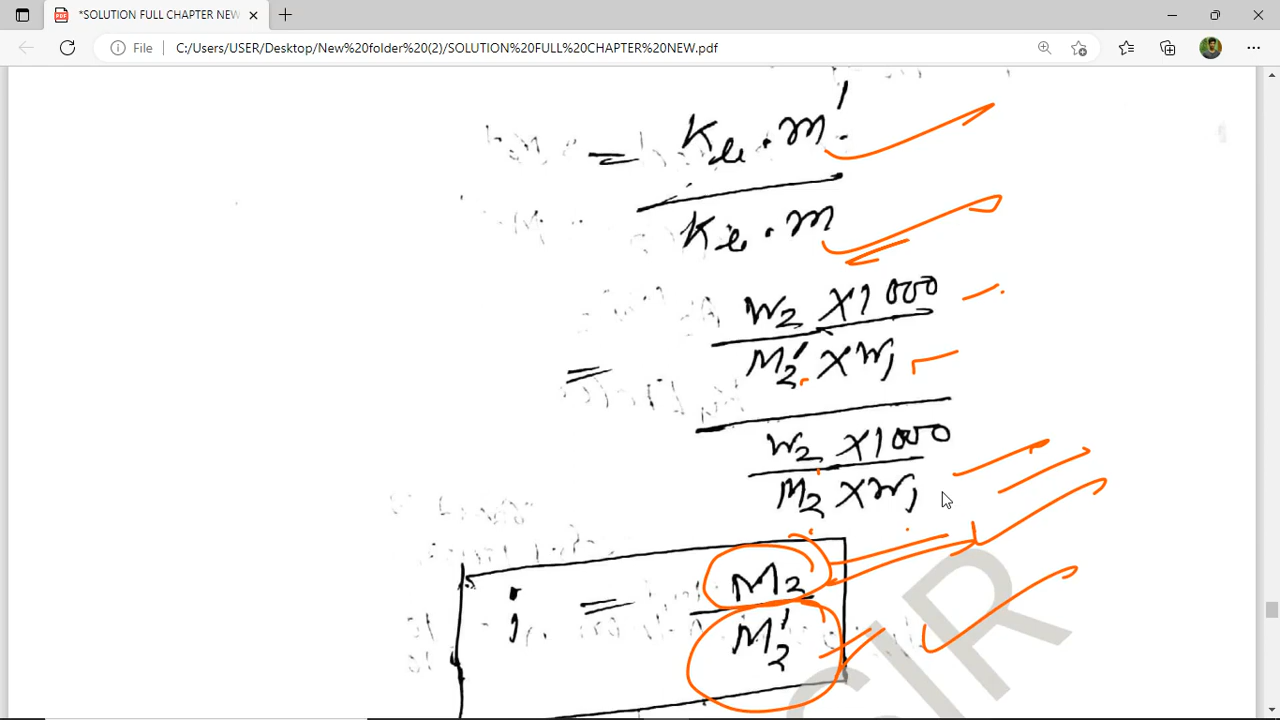 *SOLUTION FULL CHAPTER NEW
File
C:/Users/USER/Desktop/New%20folder%20(2)/SOLUTION%20FULL%20CHAPTER%20NEW.pdf
= Kb . m'
Kb . m
W2 X 1000
= M2' X W1
W2 X 1000
M2 X W1
i = M2
M2'
CIR